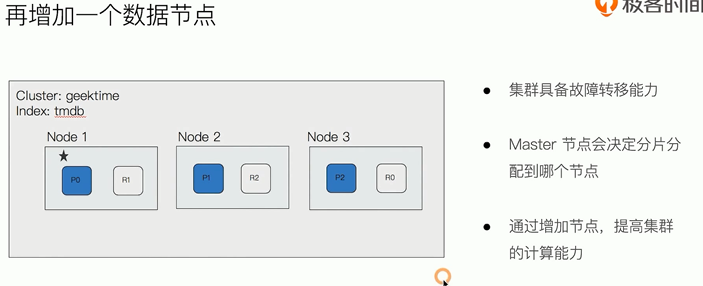 再增加一个数据节点
极客时间
Cluster: geektime
Index: tmdb
Node 1
Node 2
Node 3
P0
R1
P1
R2
P2
R0
集群具备故障转移能力
Master 节点会决定分片分
配到哪个节点
通过增加节点，提高集群
的计算能力